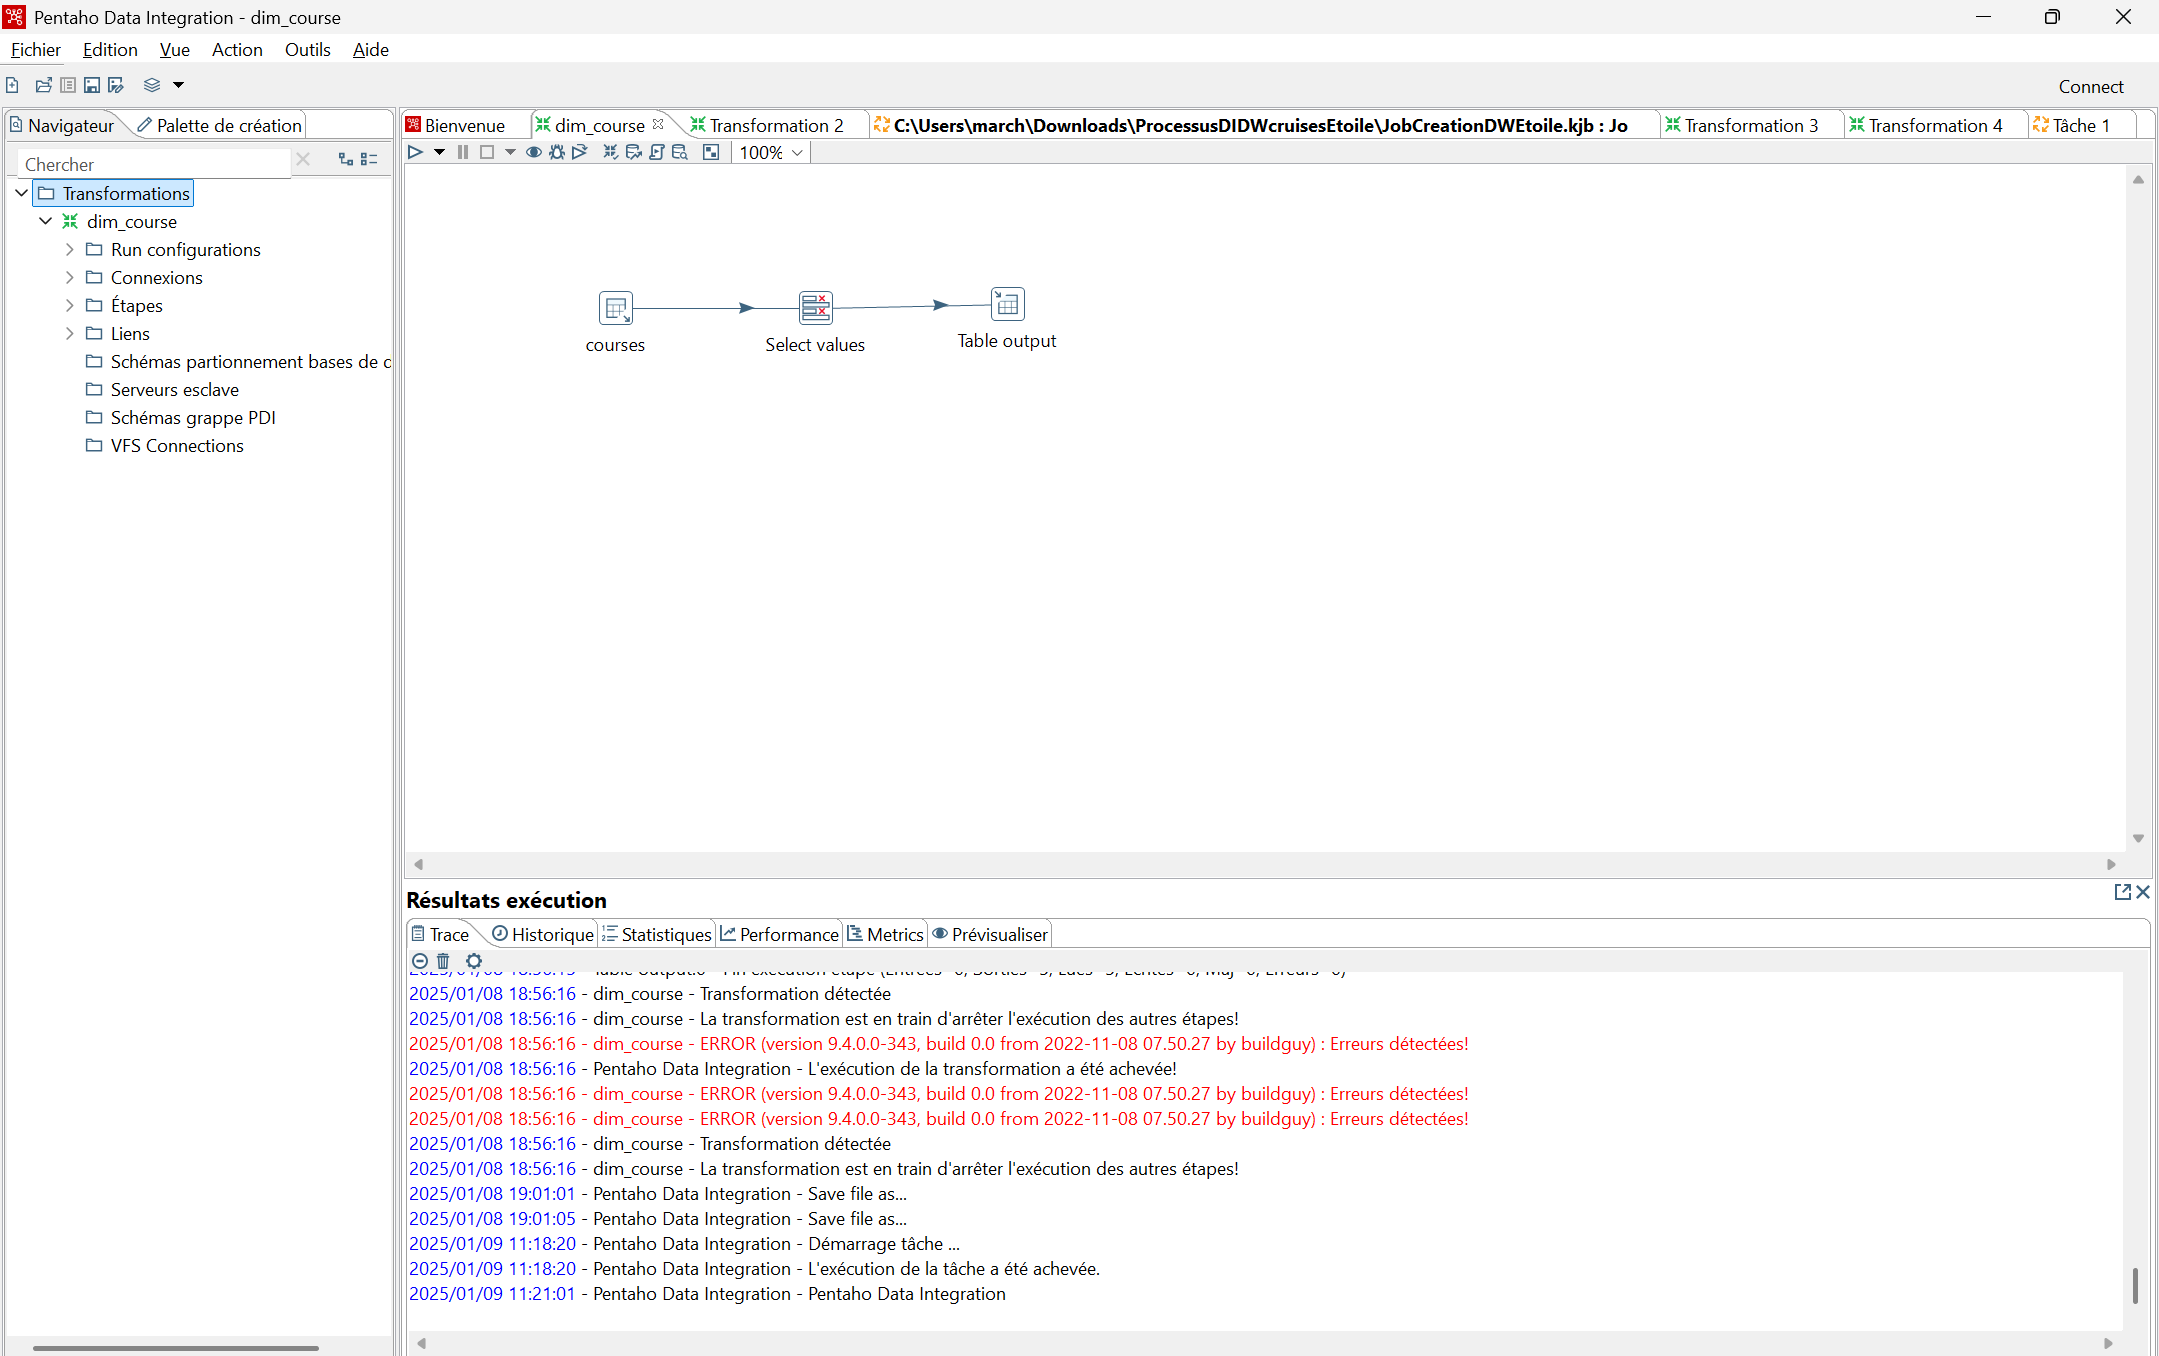 Pentaho Data Integration - dim_course
Fichier Edition Vue Action Outils Aide
Connect
Navigateur Palette de création
Chercher
Transformations
dim_course
Run configurations
Connexions
Étapes
Liens
Schémas partionnement bases de
Serveurs esclave
Schémas grappe PDI
VFS Connections
Bienvenue dim_course Transformation 2 C:\Users\march\Downloads\ProcessusDIDWcruisesEtoile\JobCreationDWEtoile.kjb : Jo Transformation 3 Transformation 4 Tâche 1
100%
courses Select values Table output
Résultats exécution
Trace Historique Statistiques Performance Metrics Prévisualiser
2025/01/08 18:56:16 - dim_course - Transformation détectée
2025/01/08 18:56:16 - dim_course - La transformation est en train d'arrêter l'exécution des autres étapes!
2025/01/08 18:56:16 - dim_course - ERROR (version 9.4.0.0-343, build 0.0 from 2022-11-08 07.50.27 by buildguy) : Erreurs détectées!
2025/01/08 18:56:16 - Pentaho Data Integration - L'exécution de la transformation a été achevée!
2025/01/08 18:56:16 - dim_course - ERROR (version 9.4.0.0-343, build 0.0 from 2022-11-08 07.50.27 by buildguy) : Erreurs détectées!
2025/01/08 18:56:16 - dim_course - ERROR (version 9.4.0.0-343, build 0.0 from 2022-11-08 07.50.27 by buildguy) : Erreurs détectées!
2025/01/08 18:56:16 - dim_course - Transformation détectée
2025/01/08 18:56:16 - dim_course - La transformation est en train d'arrêter l'exécution des autres étapes!
2025/01/08 19:01:01 - Pentaho Data Integration - Save file as...
2025/01/08 19:01:05 - Pentaho Data Integration - Save file as...
2025/01/09 11:18:20 - Pentaho Data Integration - Démarrage tâche ...
2025/01/09 11:18:20 - Pentaho Data Integration - L'exécution de la tâche a été achevée.
2025/01/09 11:21:01 - Pentaho Data Integration - Pentaho Data Integration